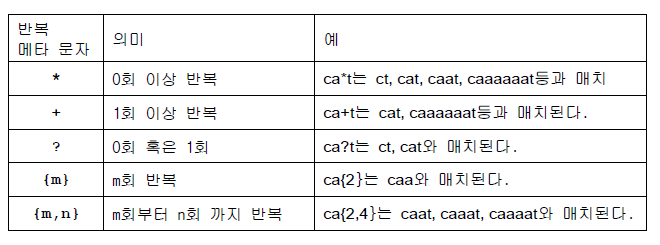 반복
메타 문자 의미 예
* 0회 이상 반복 ca*t는 ct, cat, caat, caaaaaat등과 매치
+ 1회 이상 반복 ca+t는 cat, caaaaaat등과 매치된다.
? 0회 혹은 1회 ca?t는 ct, cat와 매치된다.
{m} m회 반복 ca{2}는 caa와 매치된다.
{m,n} m회부터 n회 까지 반복 ca{2,4}는 caat, caaat, caaaat와 매치된다.